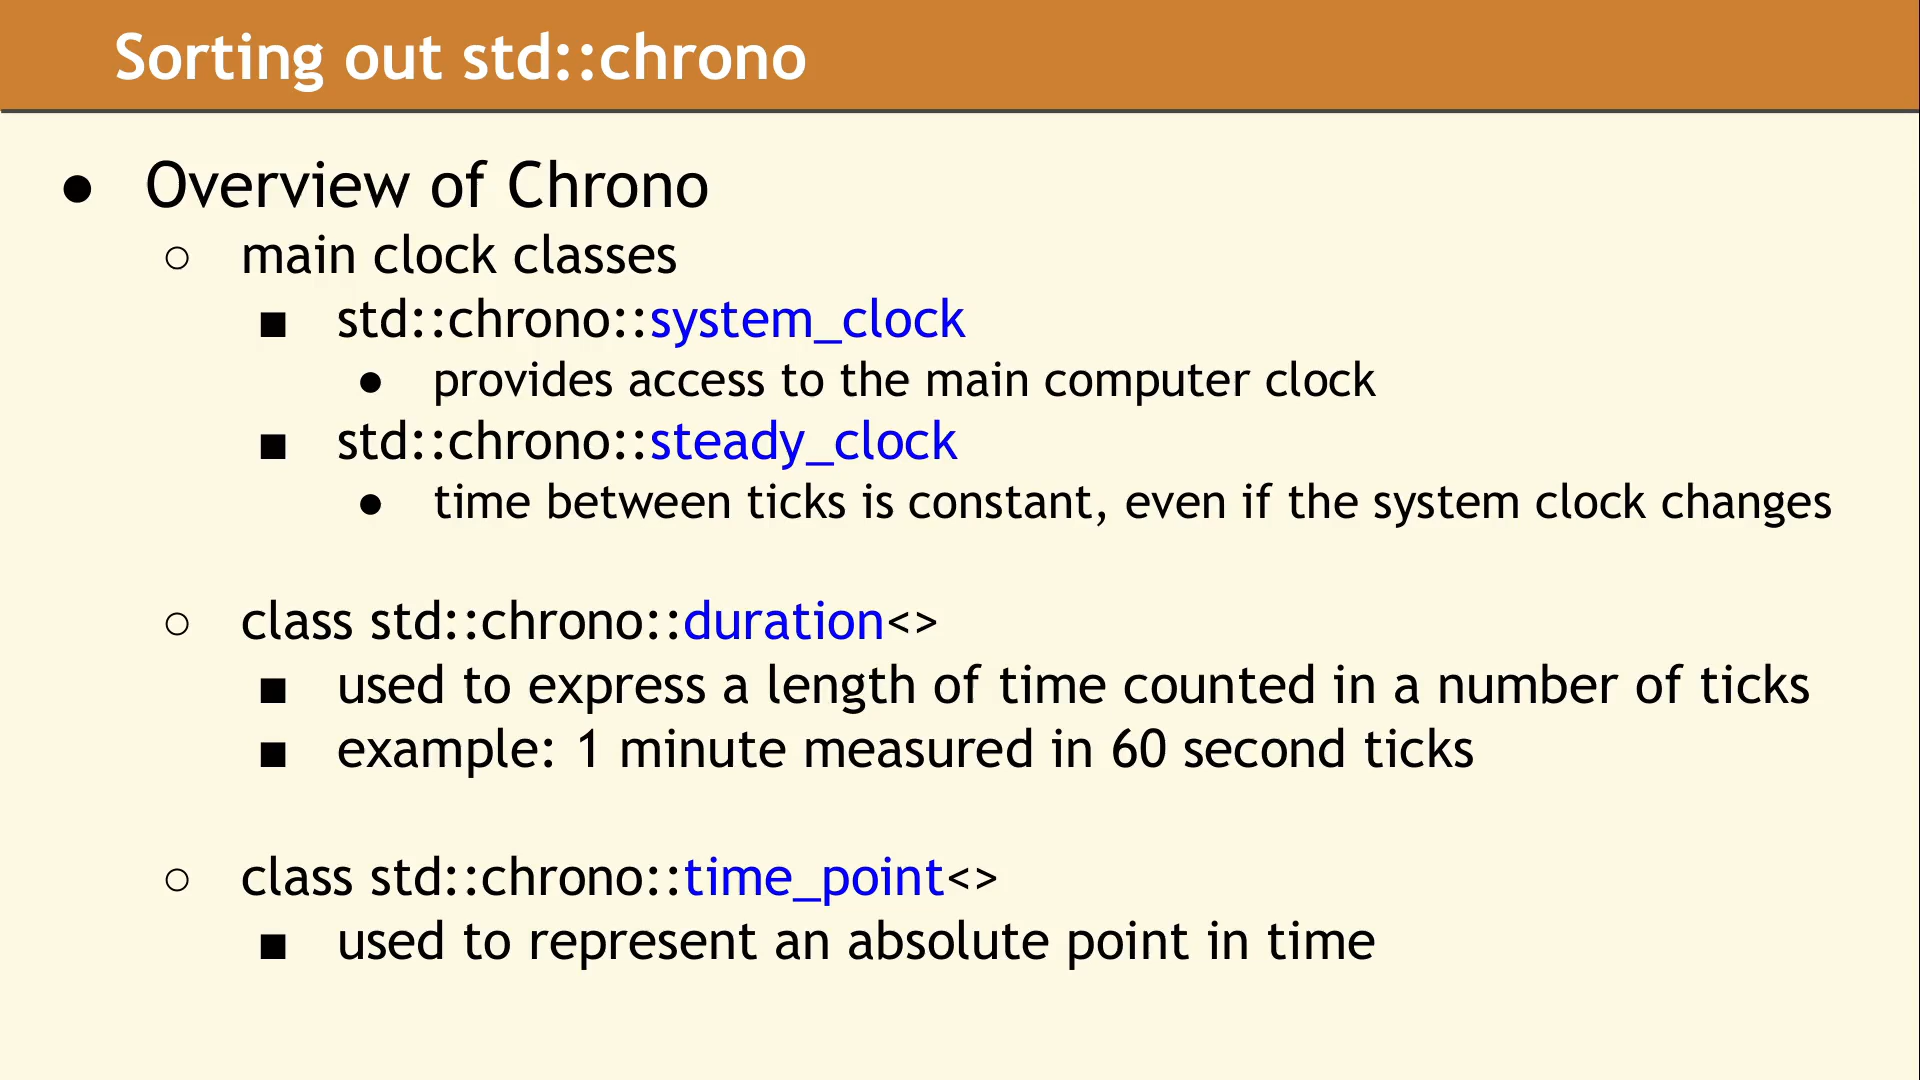 Sorting out std::chrono
● Overview of Chrono
○ main clock classes
■ std::chrono::system_clock
● provides access to the main computer clock
■ std::chrono::steady_clock
● time between ticks is constant, even if the system clock changes
○ class std::chrono::duration<>
■ used to express a length of time counted in a number of ticks
■ example: 1 minute measured in 60 second ticks
○ class std::chrono::time_point<>
■ used to represent an absolute point in time